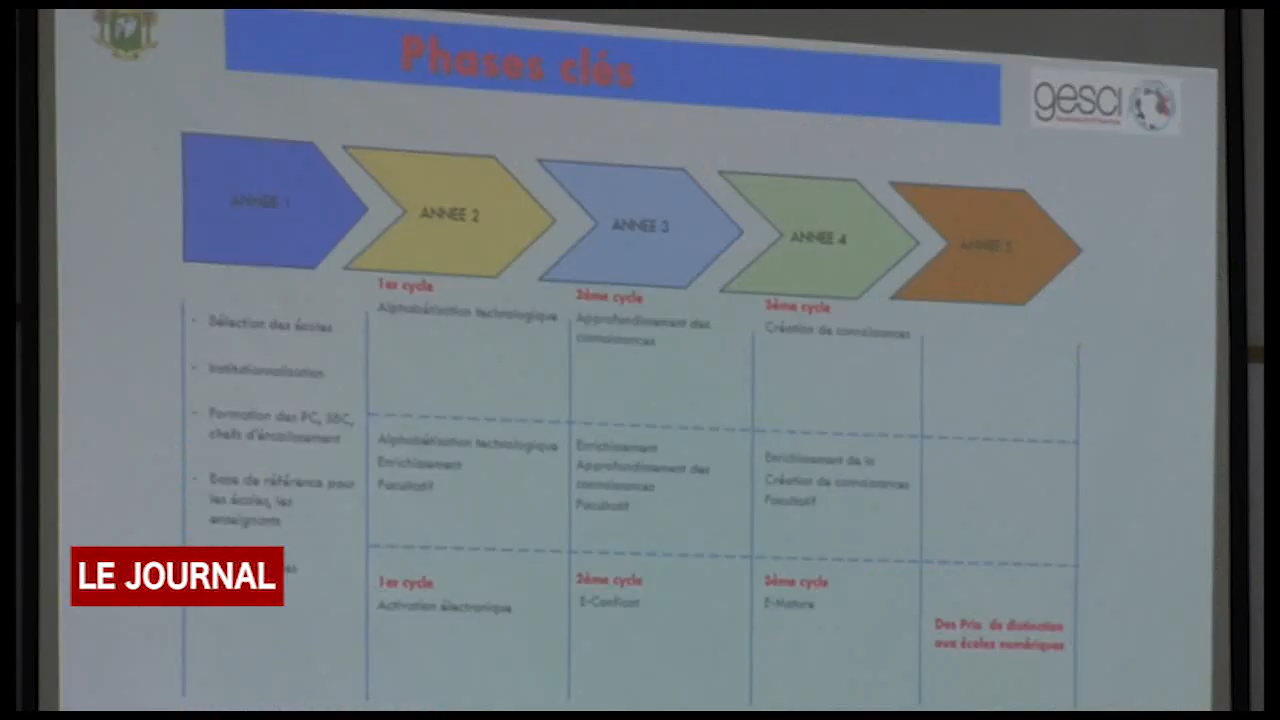 Phases clés
gesci
ANNEE 1
ANNEE 2
ANNEE 3
ANNEE 4
ANNEE 5
- Sélection des écoles
- Institutionnalisation
- Formation des PC, SBC,
chefs d'établissement
- Base de référence pour
les écoles, les
enseignants
1er cycle
Alphabétisation technologique
Alphabétisation technologique
Enrichissement
Facultatif
1er cycle
Activation électronique
2ème cycle
Approfondissement des
connaissances
Enrichissement
Approfondissement des
connaissances
Facultatif
2ème cycle
E-Confiant
3ème cycle
Création de connaissances
Enrichissement de la
Création de connaissances
Facultatif
3ème cycle
E-Mature
Des Prix de distinction
aux écoles numériques
LE JOURNAL